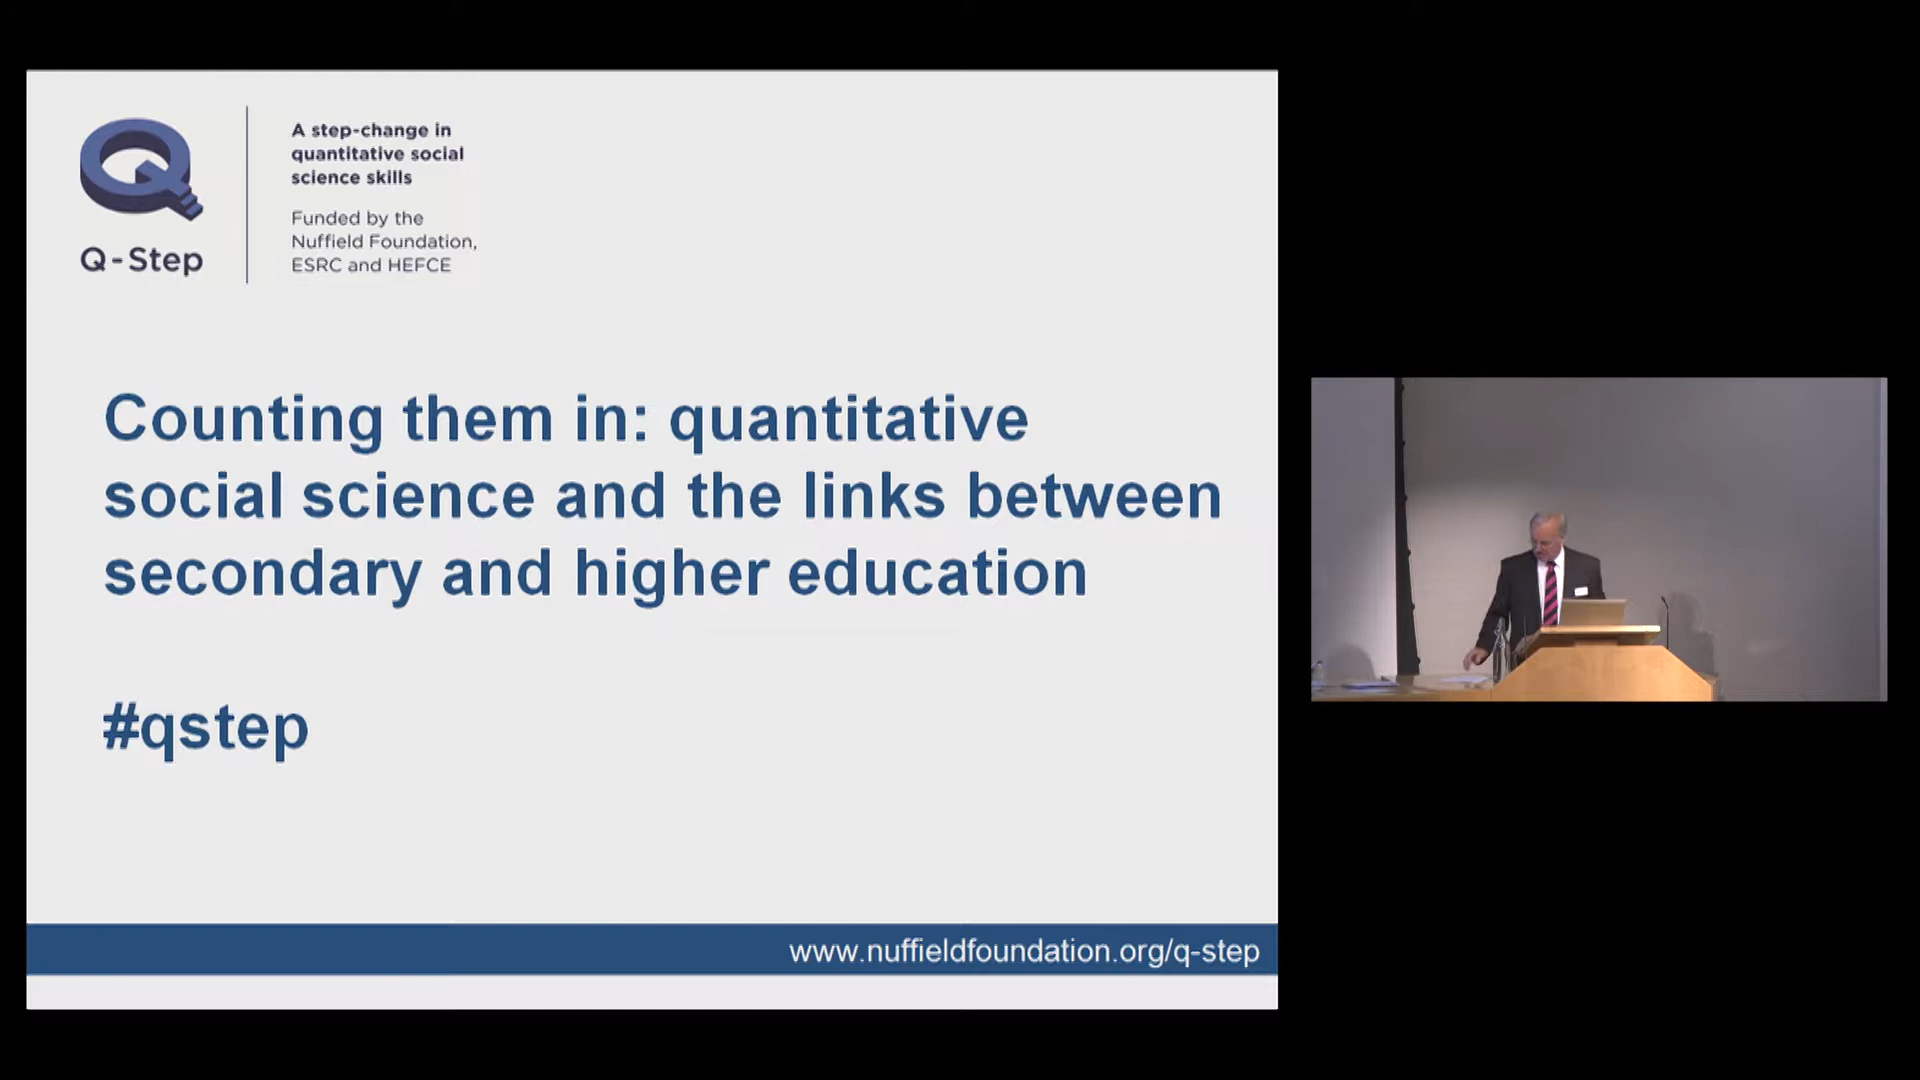 Q-Step
A step-change in
quantitative social
science skills
Funded by the
Nuffield Foundation,
ESRC and HEFCE
Counting them in: quantitative
social science and the links between
secondary and higher education
#qstep
www.nuffieldfoundation.org/q-step